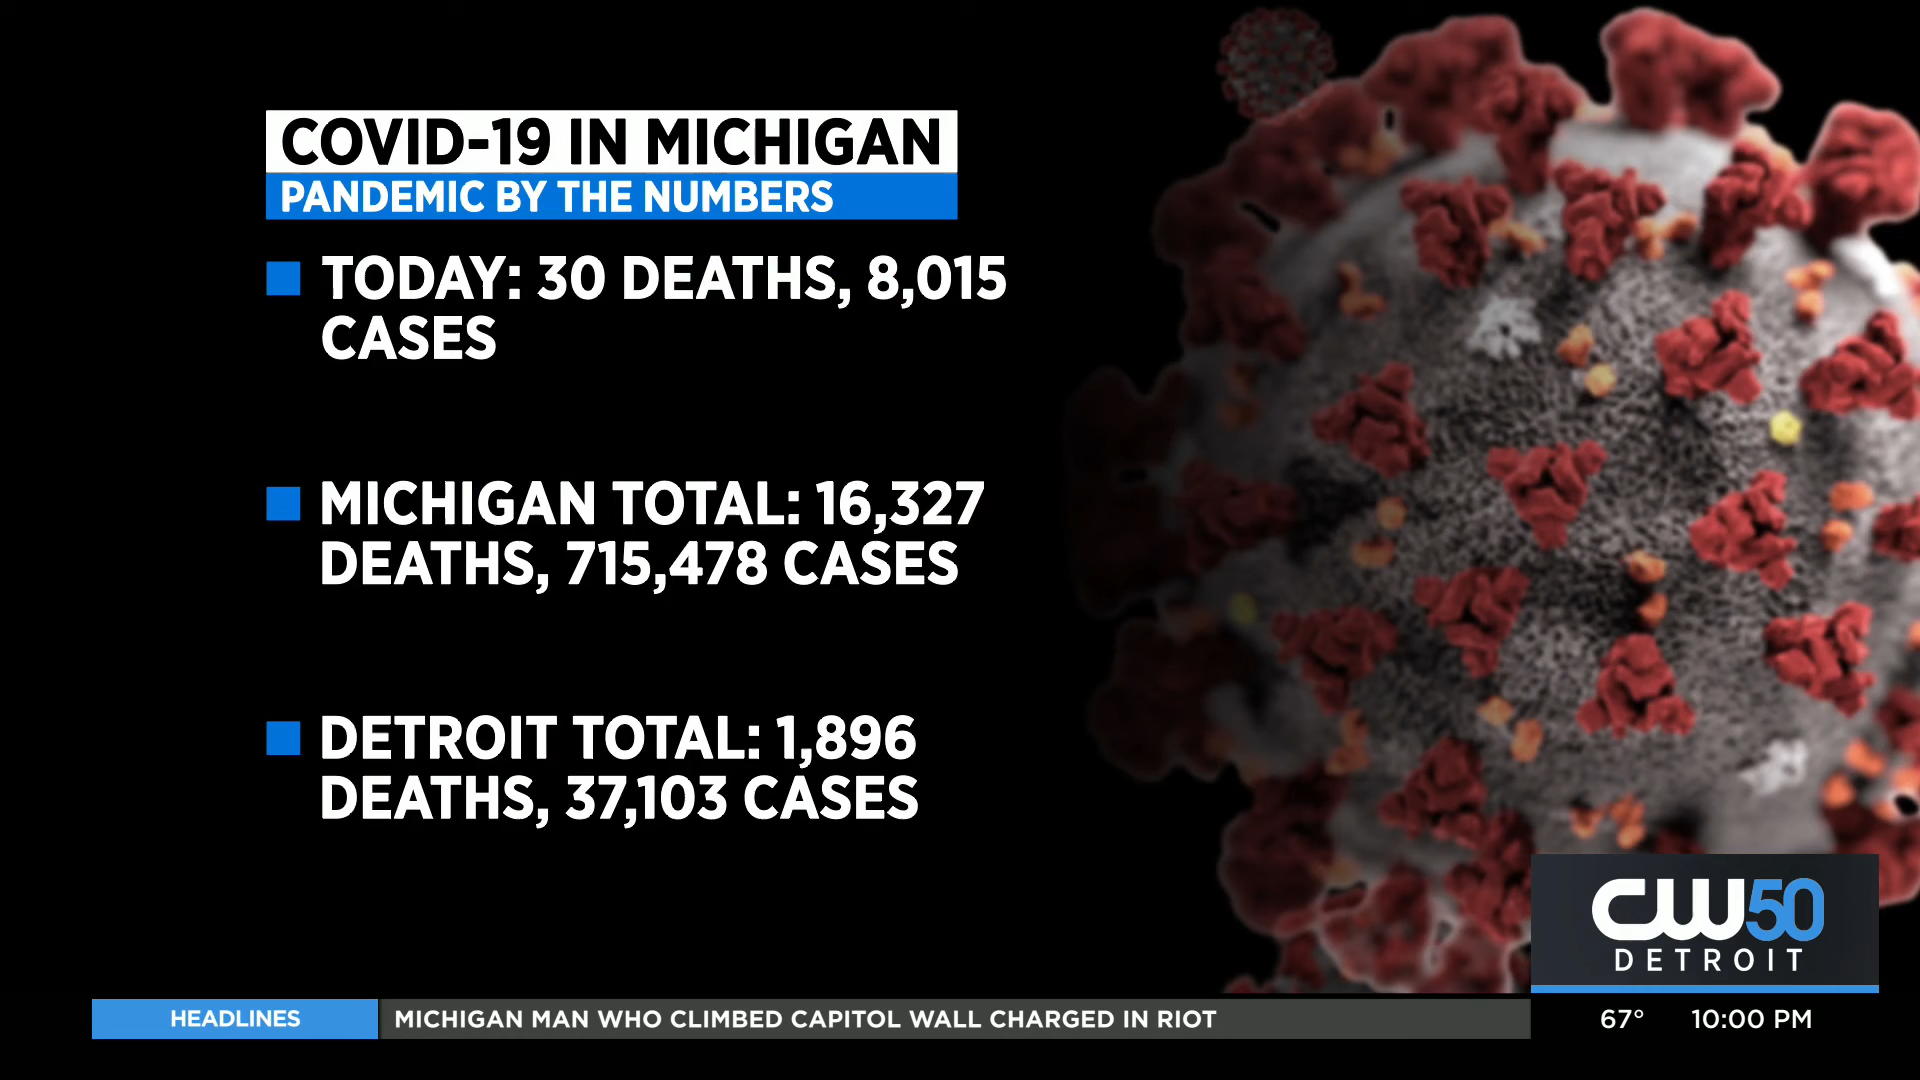 COVID-19 IN MICHIGAN
PANDEMIC BY THE NUMBERS
TODAY: 30 DEATHS, 8,015
CASES
MICHIGAN TOTAL: 16,327
DEATHS, 715,478 CASES
DETROIT TOTAL: 1,896
DEATHS, 37,103 CASES
CW50
DETROIT
HEADLINES MICHIGAN MAN WHO CLIMBED CAPITOL WALL CHARGED IN RIOT 67° 10:00 PM